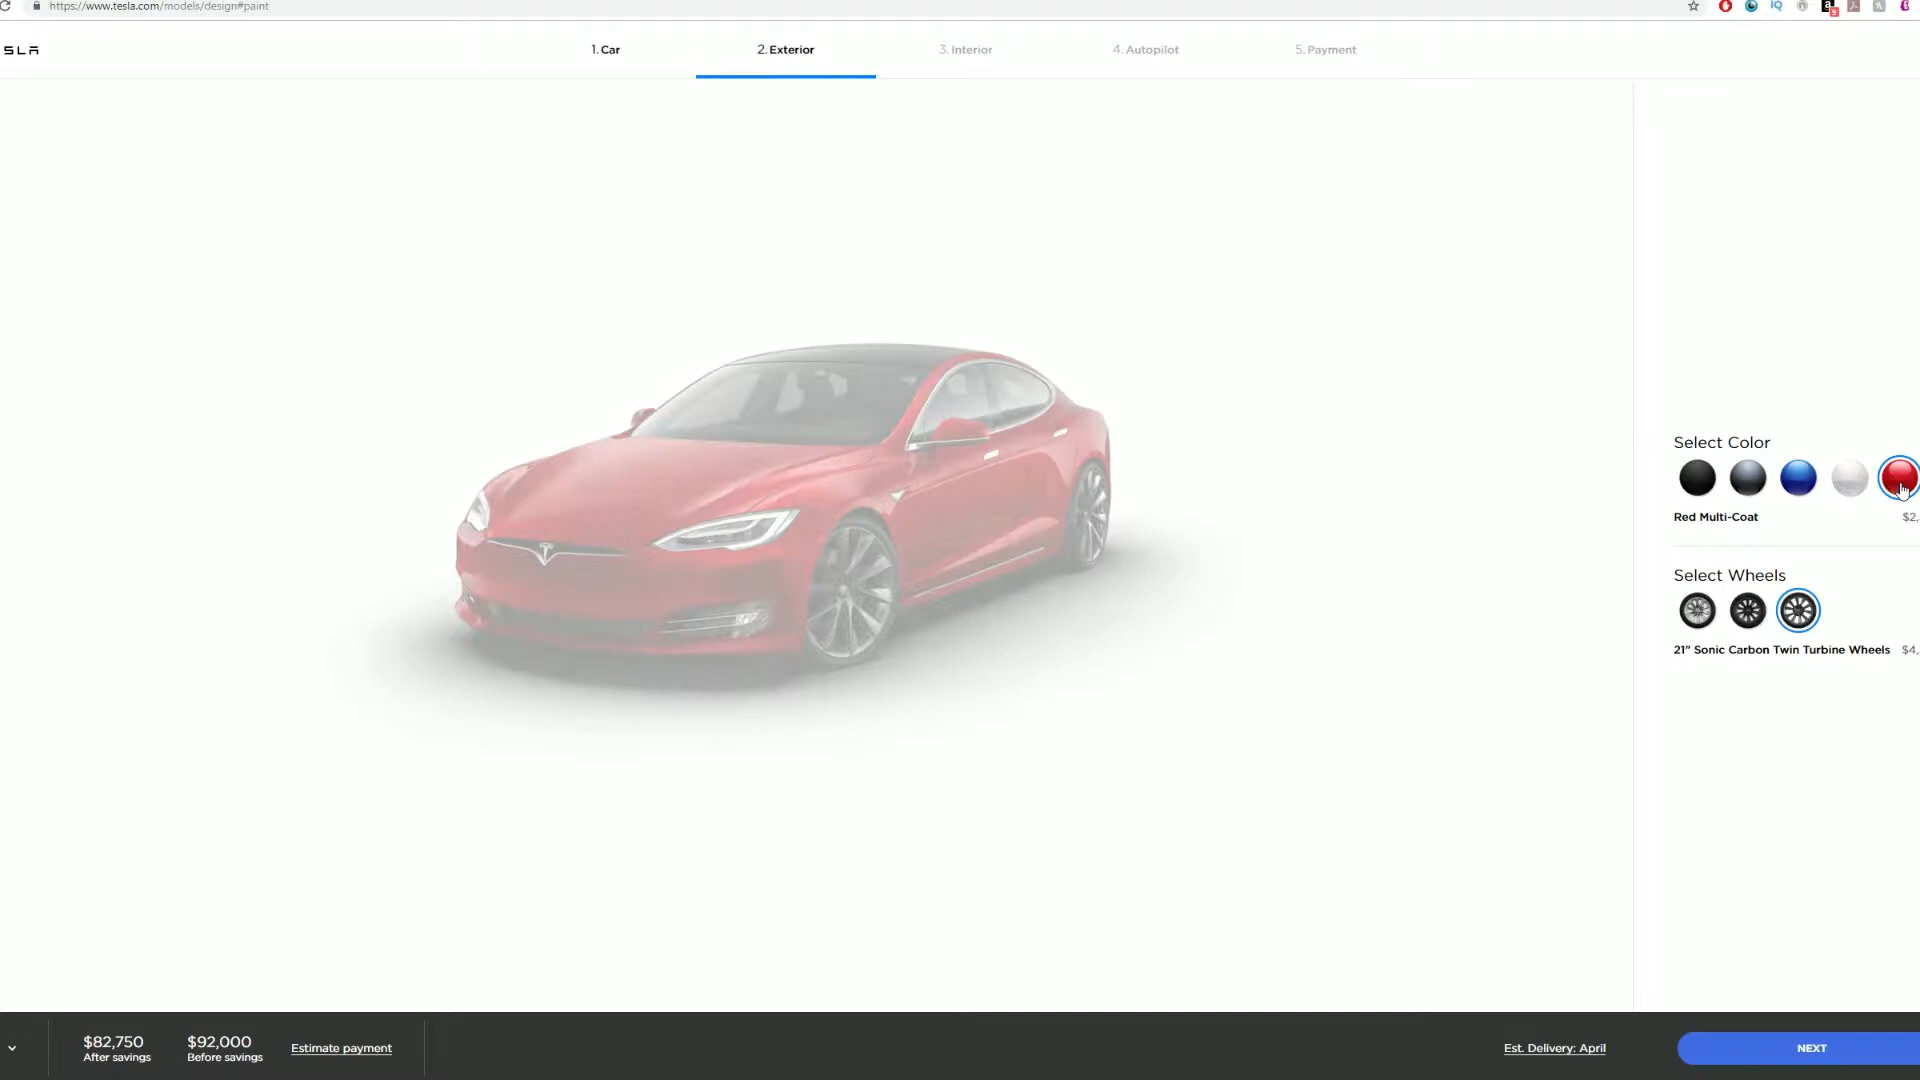 https://www.tesla.com/models/design#paint
IQ
a
9
SLA
1. Car
2. Exterior
3. Interior
4. Autopilot
5. Payment
Select Color
Red Multi-Coat
$2,
Select Wheels
21" Sonic Carbon Twin Turbine Wheels
$4,
$82,750
After savings
$92,000
Before savings
Estimate payment
Est. Delivery: April
NEXT